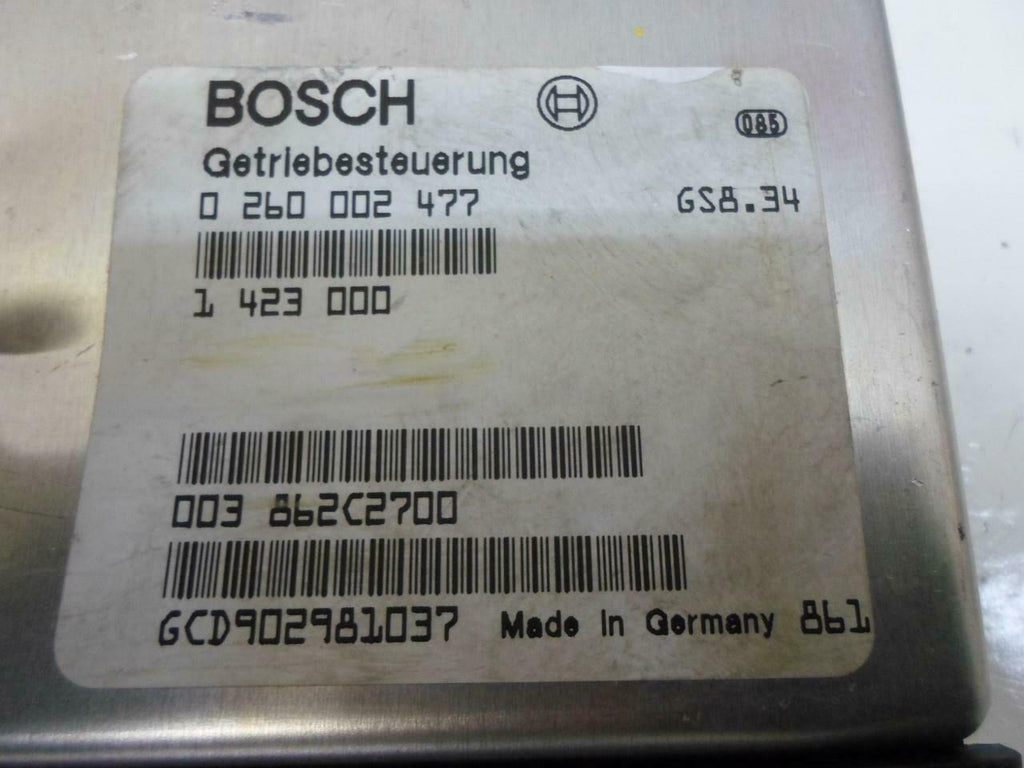 BOSCH
085
Getriebesteuerung
0 260 002 477 GS8.34
1 423 000
003 862C2700
GCD902981037 Made in Germany 861